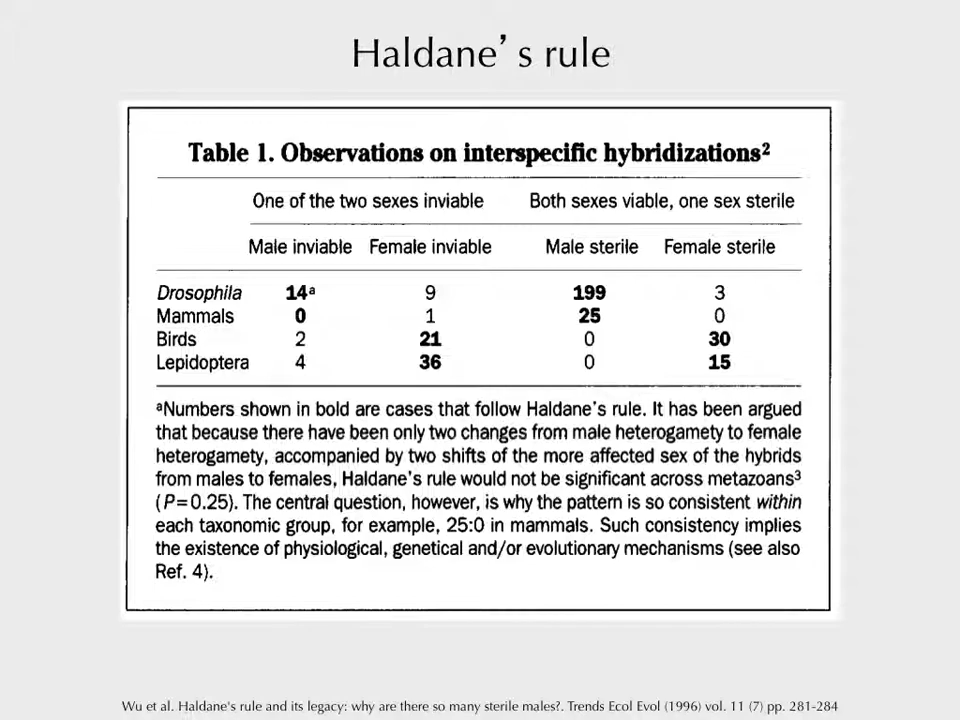 Haldane’s rule
Table 1. Observations on interspecific hybridizations²
One of the two sexes inviable Both sexes viable, one sex sterile
Male inviable Female inviable Male sterile Female sterile
Drosophila 14ᵃ 9 199 3
Mammals 0 1 25 0
Birds 2 21 0 30
Lepidoptera 4 36 0 15
ᵃNumbers shown in bold are cases that follow Haldane's rule. It has been argued
that because there have been only two changes from male heterogamety to female
heterogamety, accompanied by two shifts of the more affected sex of the hybrids
from males to females, Haldane's rule would not be significant across metazoans³
(P=0.25). The central question, however, is why the pattern is so consistent within
each taxonomic group, for example, 25:0 in mammals. Such consistency implies
the existence of physiological, genetical and/or evolutionary mechanisms (see also
Ref. 4).
Wu et al. Haldane's rule and its legacy: why are there so many sterile males?. Trends Ecol Evol (1996) vol. 11 (7) pp. 281-284